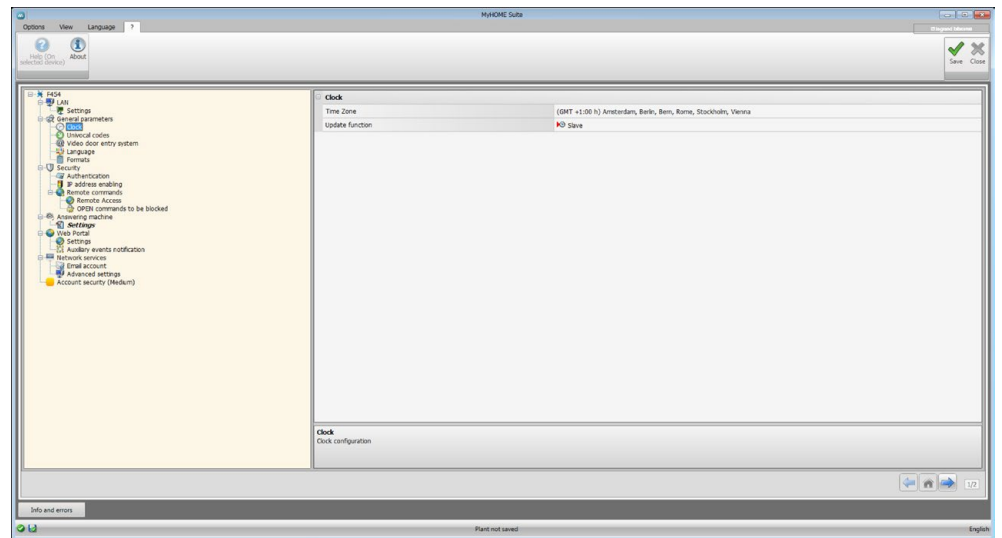 MyHOME Suite
Options View Language ?
Help (On selected device)
About
Save Close
F454
LAN
Settings
General parameters
Clock
Univocal codes
Video door entry system
Language
Formats
Security
Authentication
IP address enabling
Remote commands
Remote Access
OPEN commands to be blocked
Answering machine
Settings
Web Portal
Settings
Auxiliary events notification
Network services
Email account
Advanced settings
Account security (Medium)
Clock
Time Zone (GMT +1:00 h) Amsterdam, Berlin, Bern, Rome, Stockholm, Vienna
Update function Slave
Clock
Clock configuration
1/2
Info and errors
Plant not saved
English